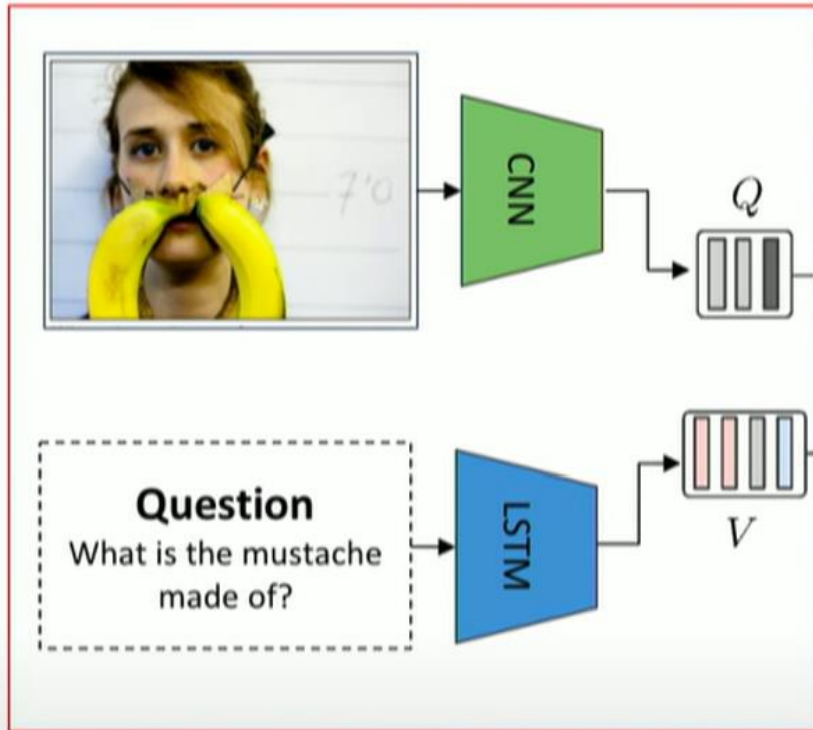 7.0
CNN
Q
Question
What is the mustache
made of?
LSTM
V